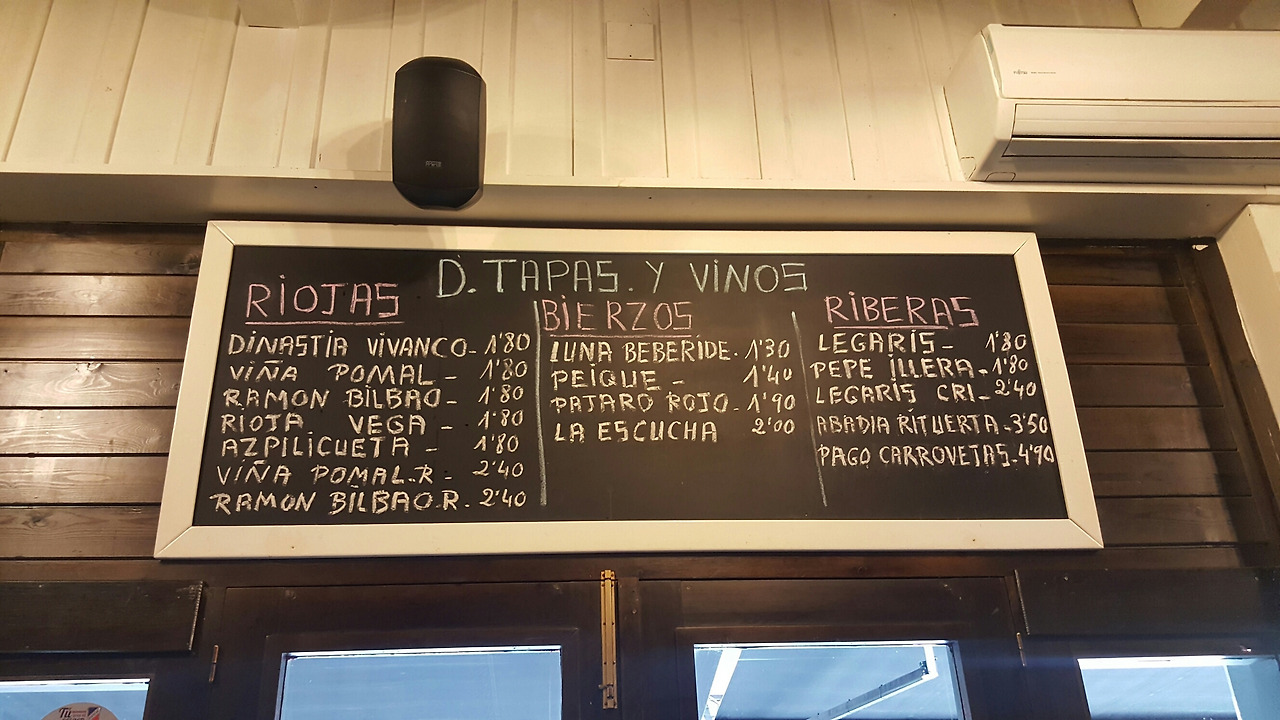 D. TAPAS. Y VINOS
RIOJAS
DINASTIA VIVANCO - 1'80
VIÑA POMAL - 1'80
RAMON BILBAO - 1'80
RIOJA VEGA - 1'80
AZPILICUETA - 1'80
VIÑA POMAL.R - 2'40
RAMON BILBAO.R. 2'40
BIERZOS
LUNA BEBERIDE. 1'30
PEIQUE - 1'40
PAJARO ROJO. 1'90
LA ESCUCHA 2'00
RIBERAS
LEGARIS - 1'80
PEPE ILLERA - 1'80
LEGARIS CRI - 2'40
ABADIA RITUERTA - 3'50
PAGO CARROVEJAS. 4'90